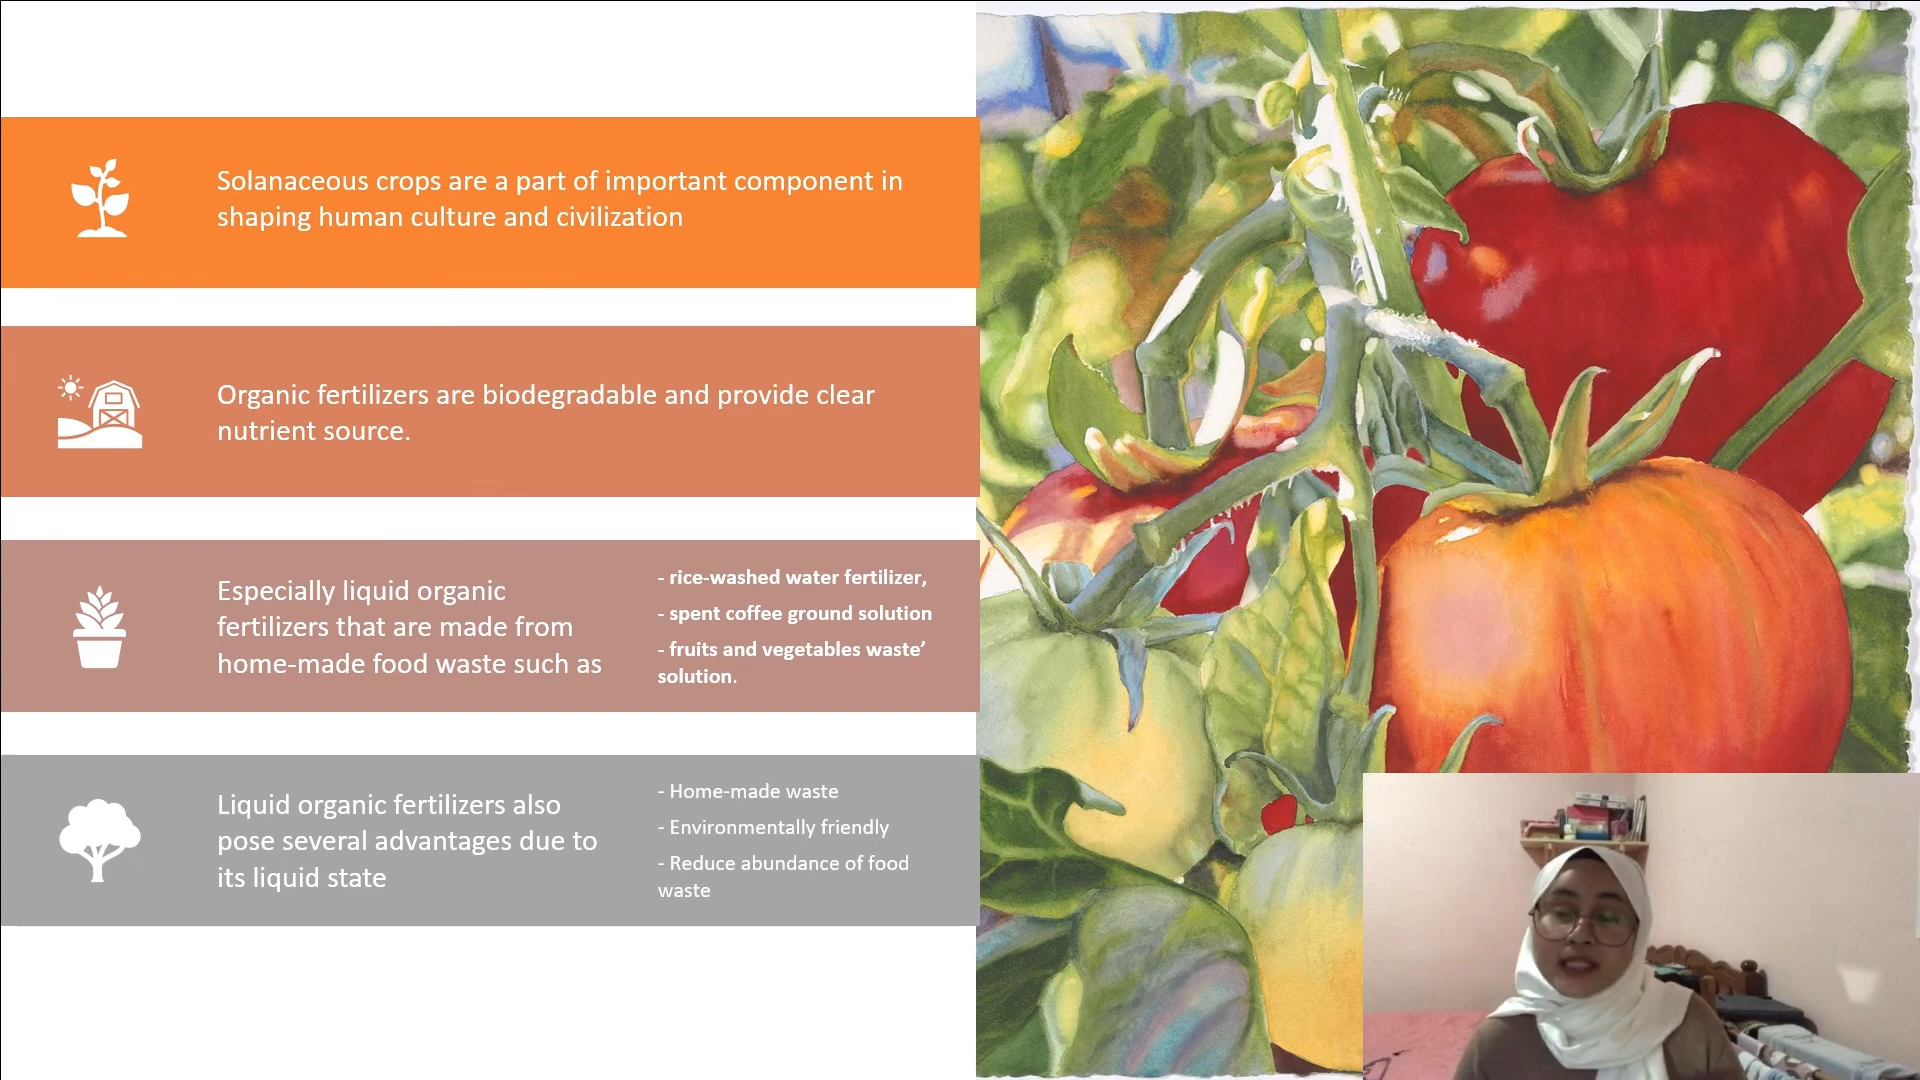 Solanaceous crops are a part of important component in
shaping human culture and civilization
Organic fertilizers are biodegradable and provide clear
nutrient source.
Especially liquid organic
fertilizers that are made from
home-made food waste such as
- rice-washed water fertilizer,
- spent coffee ground solution
- fruits and vegetables waste’
solution.
Liquid organic fertilizers also
pose several advantages due to
its liquid state
- Home-made waste
- Environmentally friendly
- Reduce abundance of food
waste